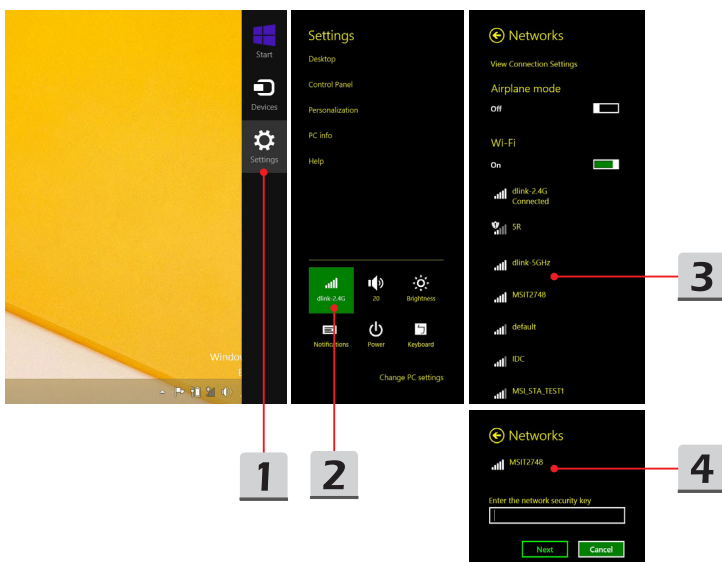 Start
Devices
Settings
Windo
1
Settings
Desktop
Control Panel
Personalization
PC info
Help
dlink-2.4G
20
Brightness
Notifications
Power
Keyboard
Change PC settings
2
Networks
View Connection Settings
Airplane mode
Off
Wi-Fi
On
dlink-2.4G
Connected
5R
dlink-5GHz
MSIT2748
default
IDC
MSI_STA_TEST1
3
Networks
MSIT2748
Enter the network security key
Next
Cancel
4